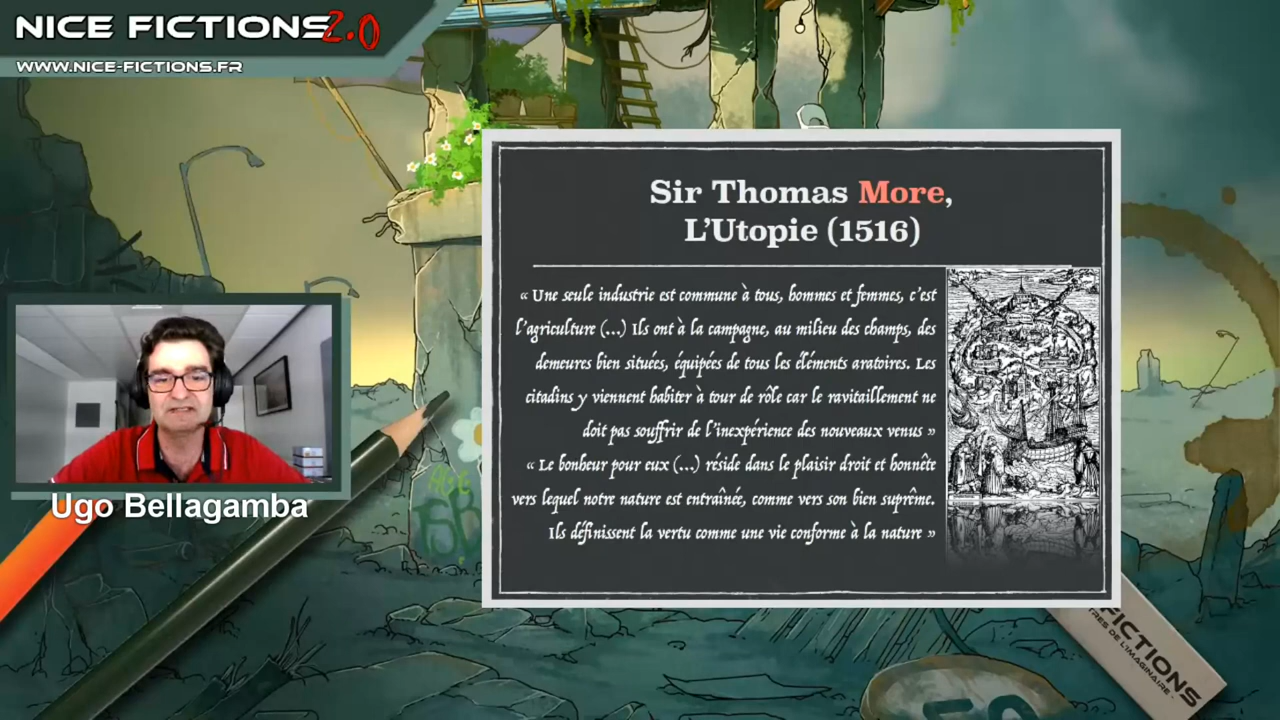 NICE FICTIONS 2.0
WWW.NICE-FICTIONS.FR
Sir Thomas More,
L'Utopie (1516)
« Une seule industrie est commune à tous, hommes et femmes, c'est
l'agriculture (...) Ils ont à la campagne, au milieu des champs, des
demeures bien situées, équipées de tous les éléments aratoires. Les
citadins y viennent habiter à tour de rôle car le ravitaillement ne
doit pas souffrir de l'inexpérience des nouveaux venus »
« Le bonheur pour eux (...) réside dans le plaisir droit et honnête
vers lequel notre nature est entraînée, comme vers son bien suprême.
Ils définissent la vertu comme une vie conforme à la nature »
Ugo Bellagamba
FICTIONS
DE L'IMAGINAIRE